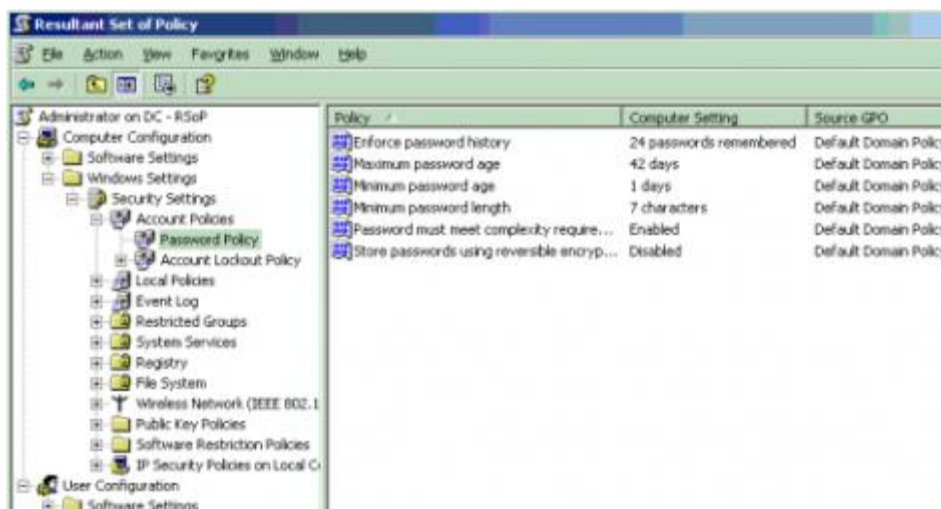 Resultant Set of Policy
File Action View Favorites Window Help
Administrator on DC - RSoP
Computer Configuration
Software Settings
Windows Settings
Security Settings
Account Policies
Password Policy
Account Lockout Policy
Local Policies
Event Log
Restricted Groups
System Services
Registry
File System
Wireless Network (IEEE 802.1
Public Key Policies
Software Restriction Policies
IP Security Policies on Local Co
User Configuration
Software Settings
Policy Computer Setting Source GPO
Enforce password history 24 passwords remembered Default Domain Polic
Maximum password age 42 days Default Domain Polic
Minimum password age 1 days Default Domain Polic
Minimum password length 7 characters Default Domain Polic
Password must meet complexity require... Enabled Default Domain Polic
Store passwords using reversible encryp... Disabled Default Domain Polic